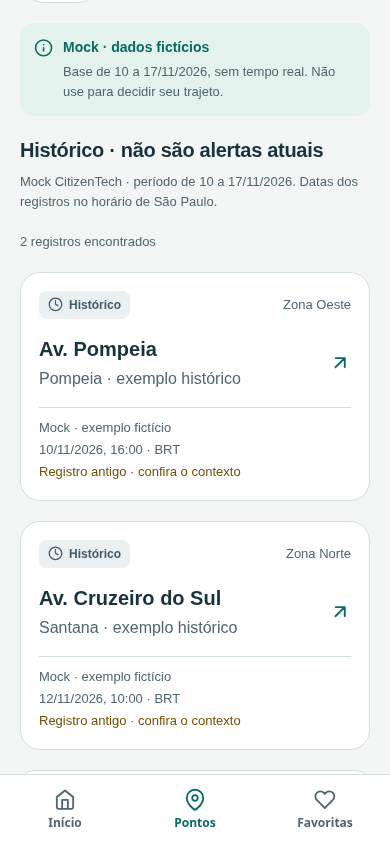 Mock · dados fictícios
Base de 10 a 17/11/2026, sem tempo real. Não
use para decidir seu trajeto.
Histórico · não são alertas atuais
Mock CitizenTech · período de 10 a 17/11/2026. Datas dos
registros no horário de São Paulo.
2 registros encontrados
Histórico
Zona Oeste
Av. Pompeia
Pompeia · exemplo histórico
Mock · exemplo fictício
10/11/2026, 16:00 · BRT
Registro antigo · confira o contexto
Histórico
Zona Norte
Av. Cruzeiro do Sul
Santana · exemplo histórico
Mock · exemplo fictício
12/11/2026, 10:00 · BRT
Registro antigo · confira o contexto
Início
Pontos
Favoritas